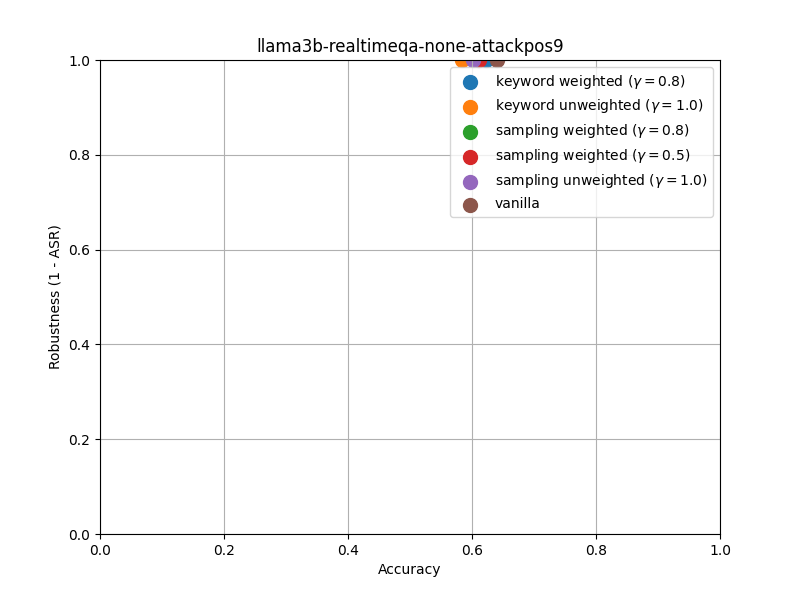 llama3b-realtimeqa-none-attackpos9
1.0
keyword weighted (γ = 0.8)
keyword unweighted (γ = 1.0)
sampling weighted (γ = 0.8)
sampling weighted (γ = 0.5)
sampling unweighted (γ = 1.0)
vanilla
0.8
0.6
0.4
0.2
0.0
Robustness (1 - ASR)
0.0 0.2 0.4 0.6 0.8 1.0
Accuracy